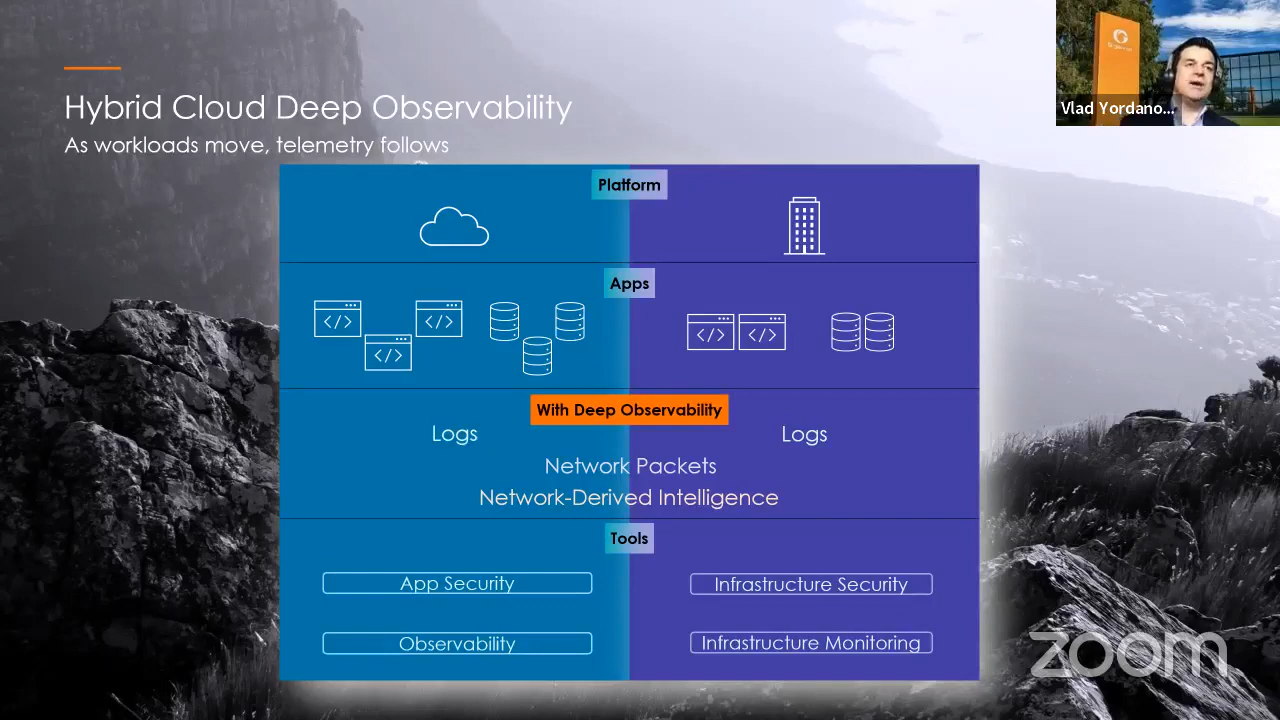 Hybrid Cloud Deep Observability
As workloads move, telemetry follows
Vlad Yordano...
Platform
Apps
</>
</>
</>
</>
</>
With Deep Observability
Logs
Logs
Network Packets
Network-Derived Intelligence
Tools
App Security
Infrastructure Security
Observability
Infrastructure Monitoring
zoom